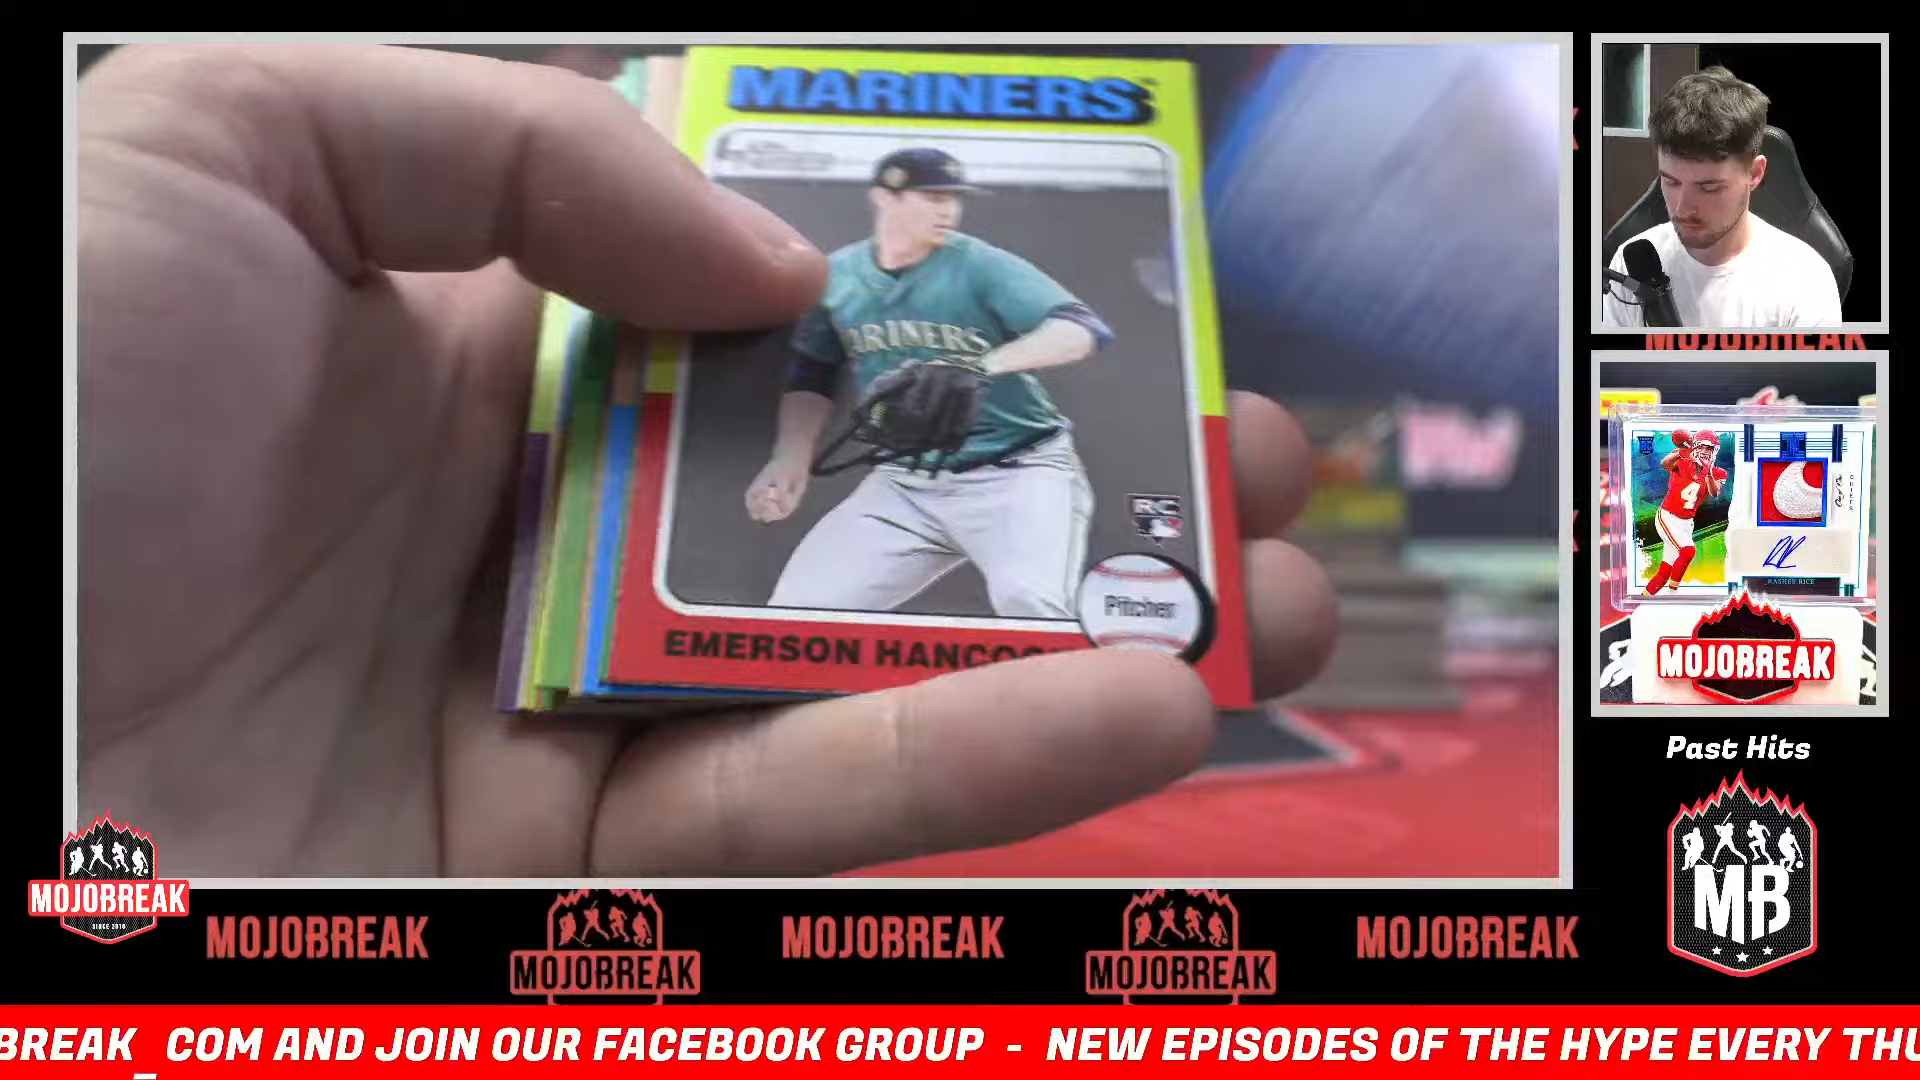 MARINERS
Heritage
MARINERS
RC
Pitcher
EMERSON HANCOCK
RASHEE RICE
MOJOBREAK
MOJOBREAK
Past Hits
MB
MOJOBREAK
SINCE 2010
MOJOBREAK
MOJOBREAK
MOJOBREAK
MOJOBREAK
MOJOBREAK
BREAK_COM AND JOIN OUR FACEBOOK GROUP - NEW EPISODES OF THE HYPE EVERY THU